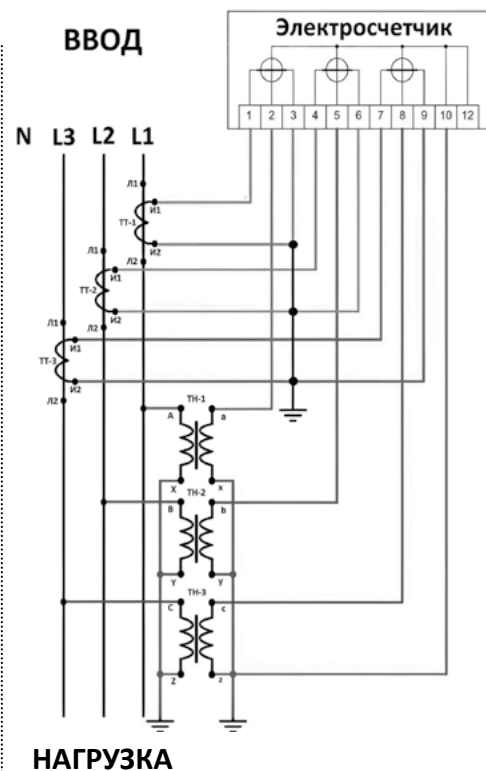 ВВОД
Электросчетчик
1 2 3 4 5 6 7 8 9 10 12
N L3 L2 L1
Л1
И1
ТТ-1
И2
Л2
Л1
И1
ТТ-2
И2
Л2
Л1
И1
ТТ-3
И2
Л2
ТН-1
A a
X x
ТН-2
B b
Y y
ТН-3
C c
Z z
НАГРУЗКА